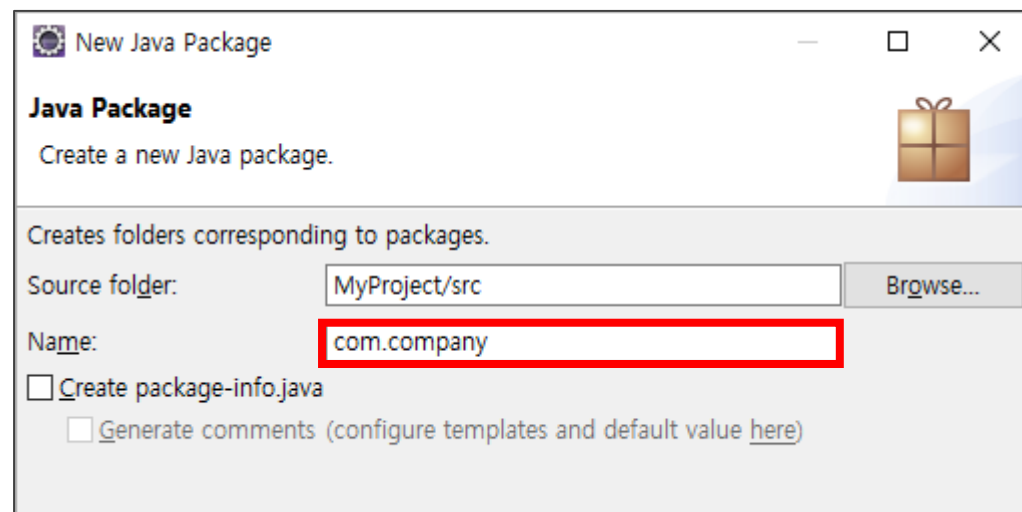 New Java Package
Java Package
Create a new Java package.
Creates folders corresponding to packages.
Source folder: MyProject/src Browse...
Name: com.company
Create package-info.java
Generate comments (configure templates and default value here)